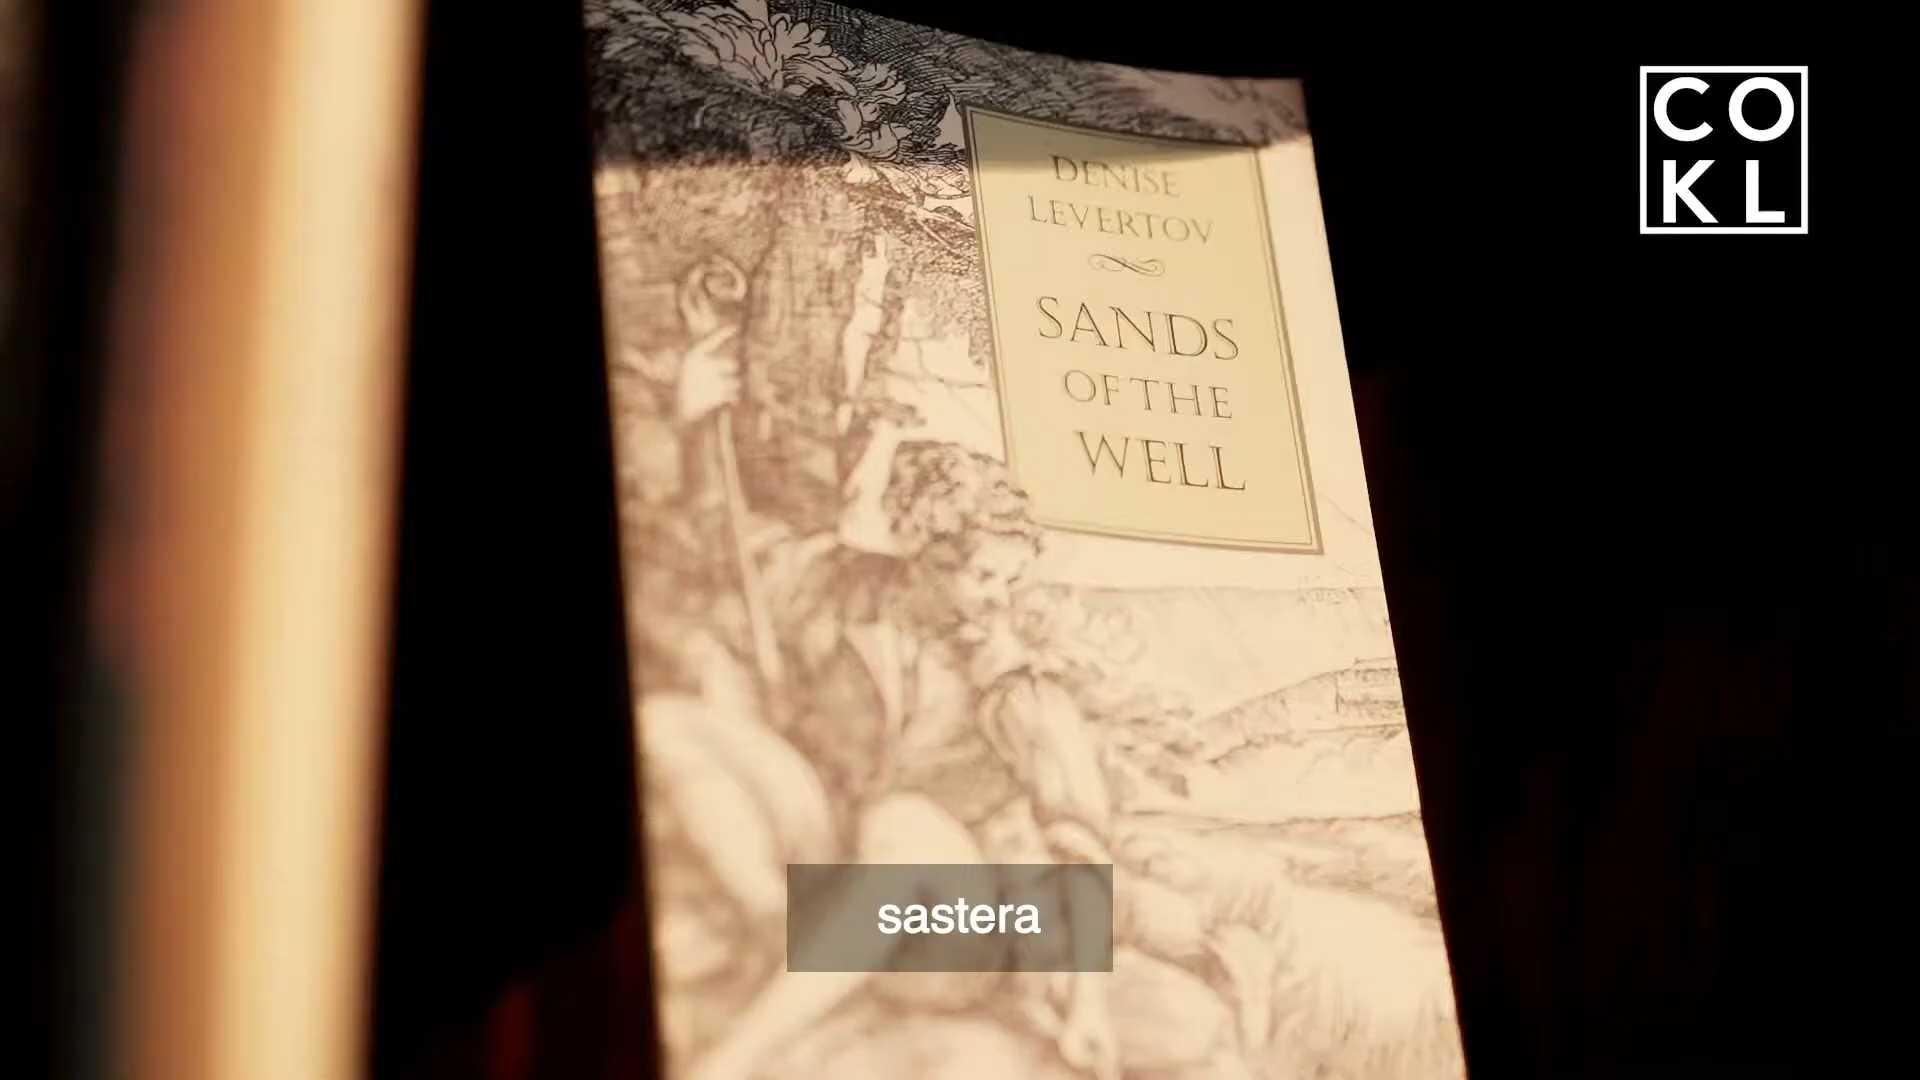 DENISE
LEVERTOV
SANDS
OF THE
WELL
CO
KL
sastera